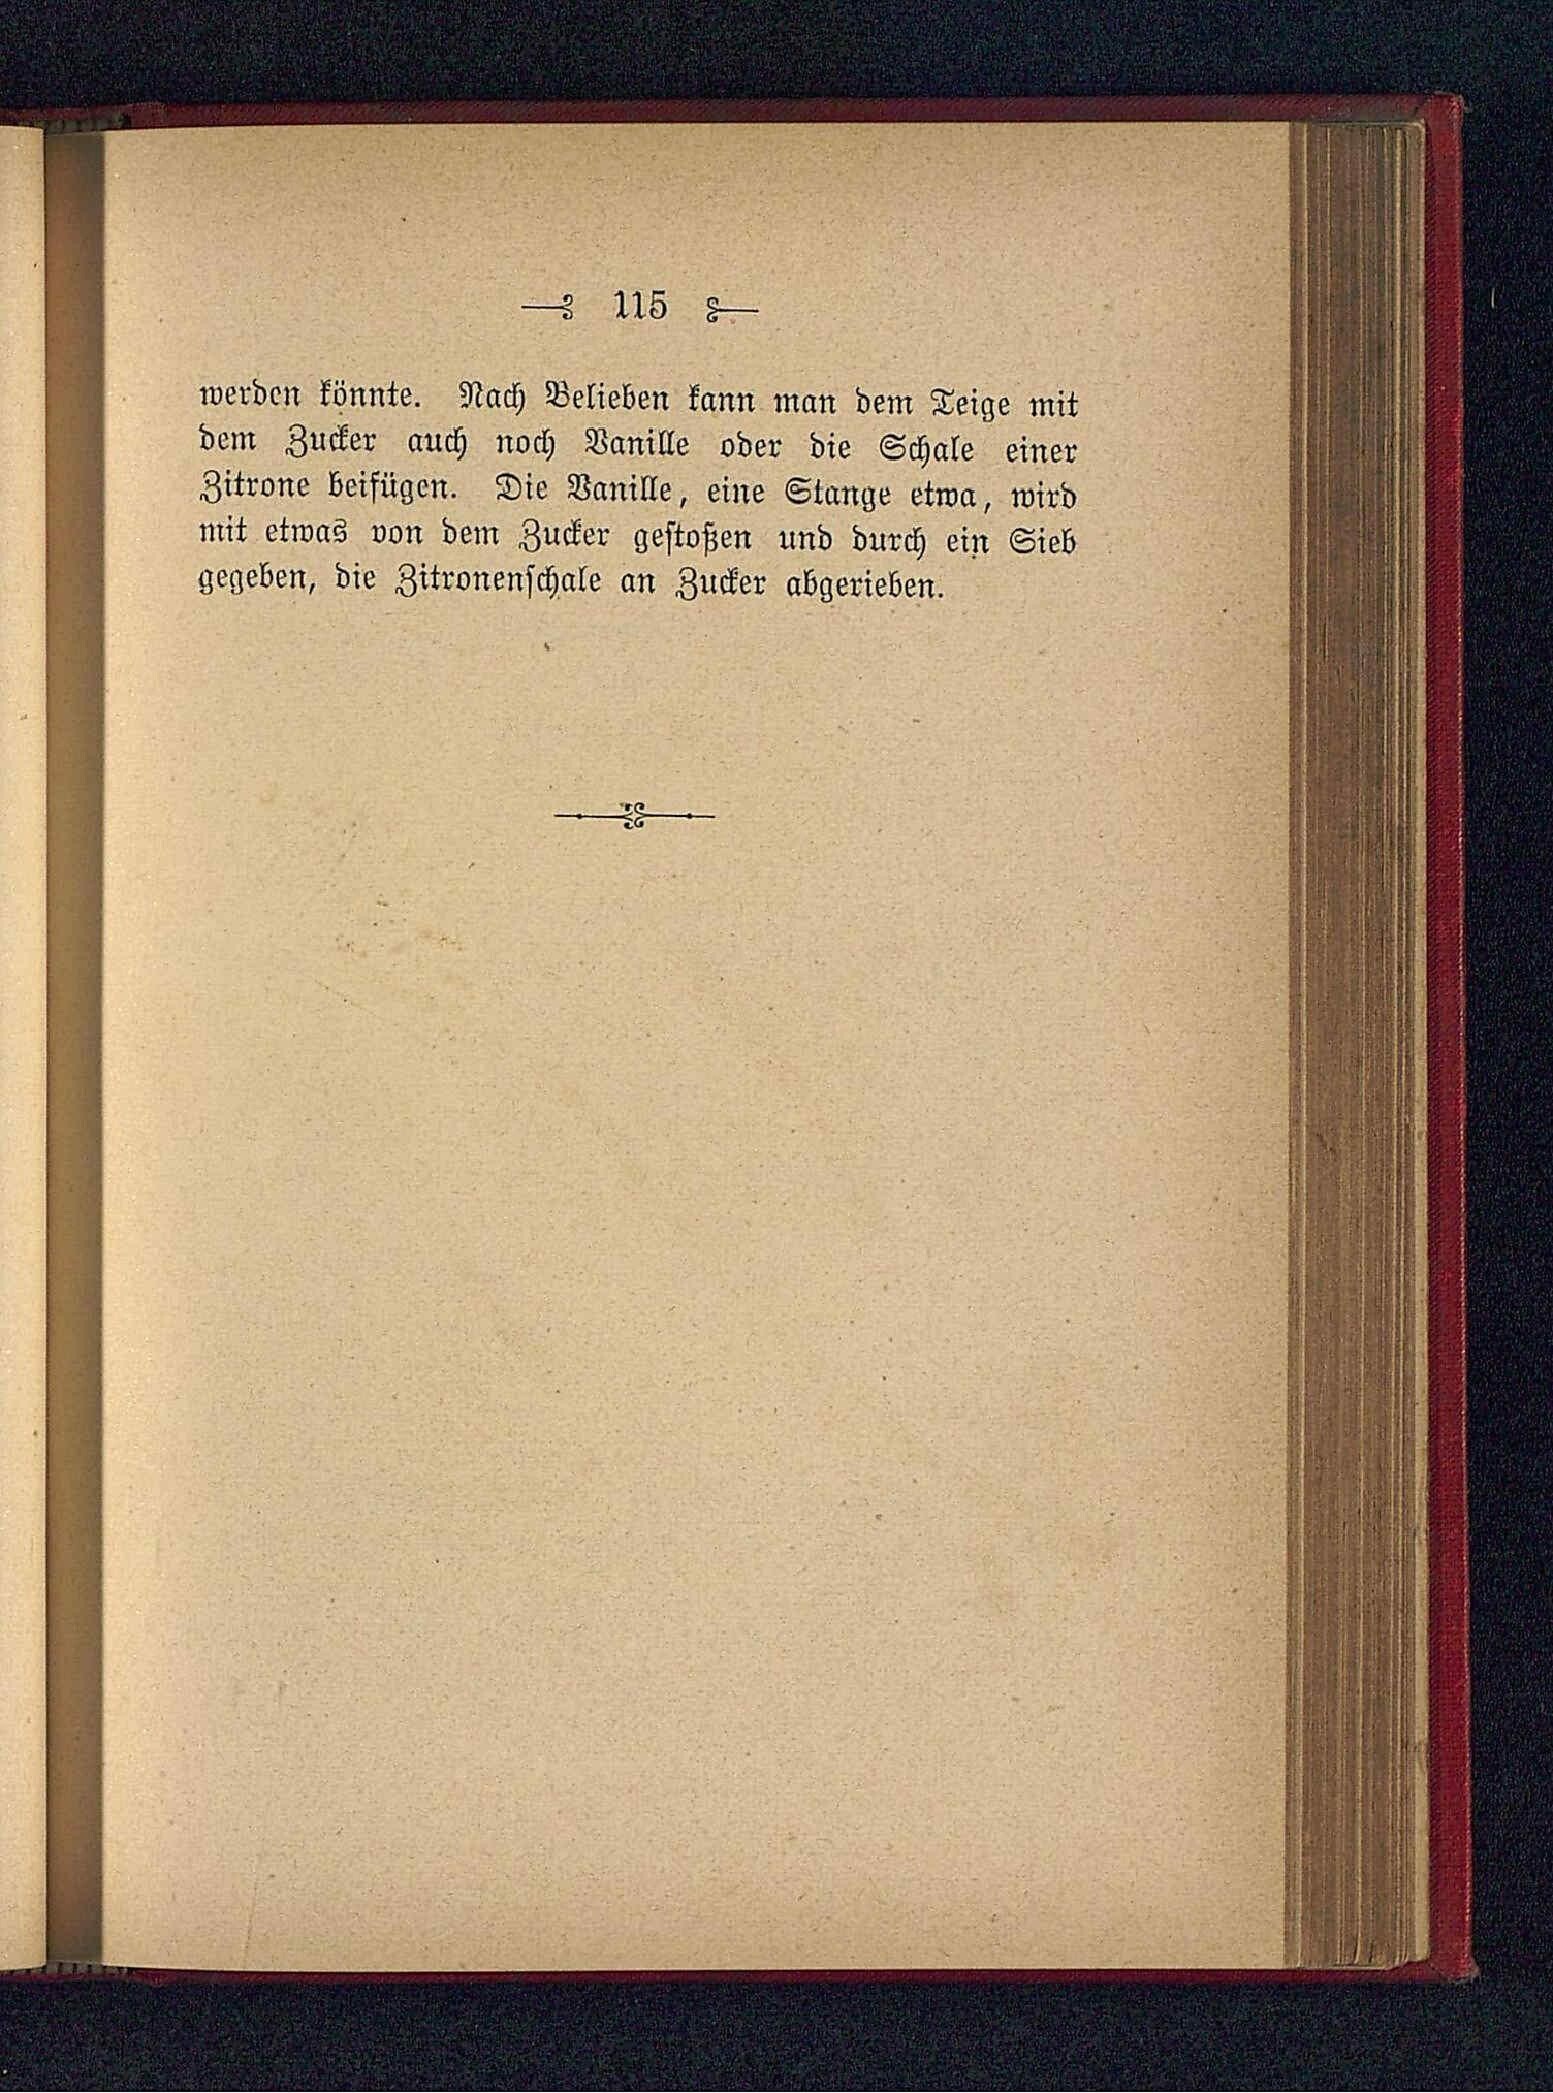 115
werden könnte. Nach Belieben kann man dem Teige mit
dem Zucker auch noch Vanille oder die Schale einer
Zitrone beifügen. Die Vanille, eine Stange etwa, wird
mit etwas von dem Zucker gestoßen und durch ein Sieb
gegeben, die Zitronenschale an Zucker abgerieben.